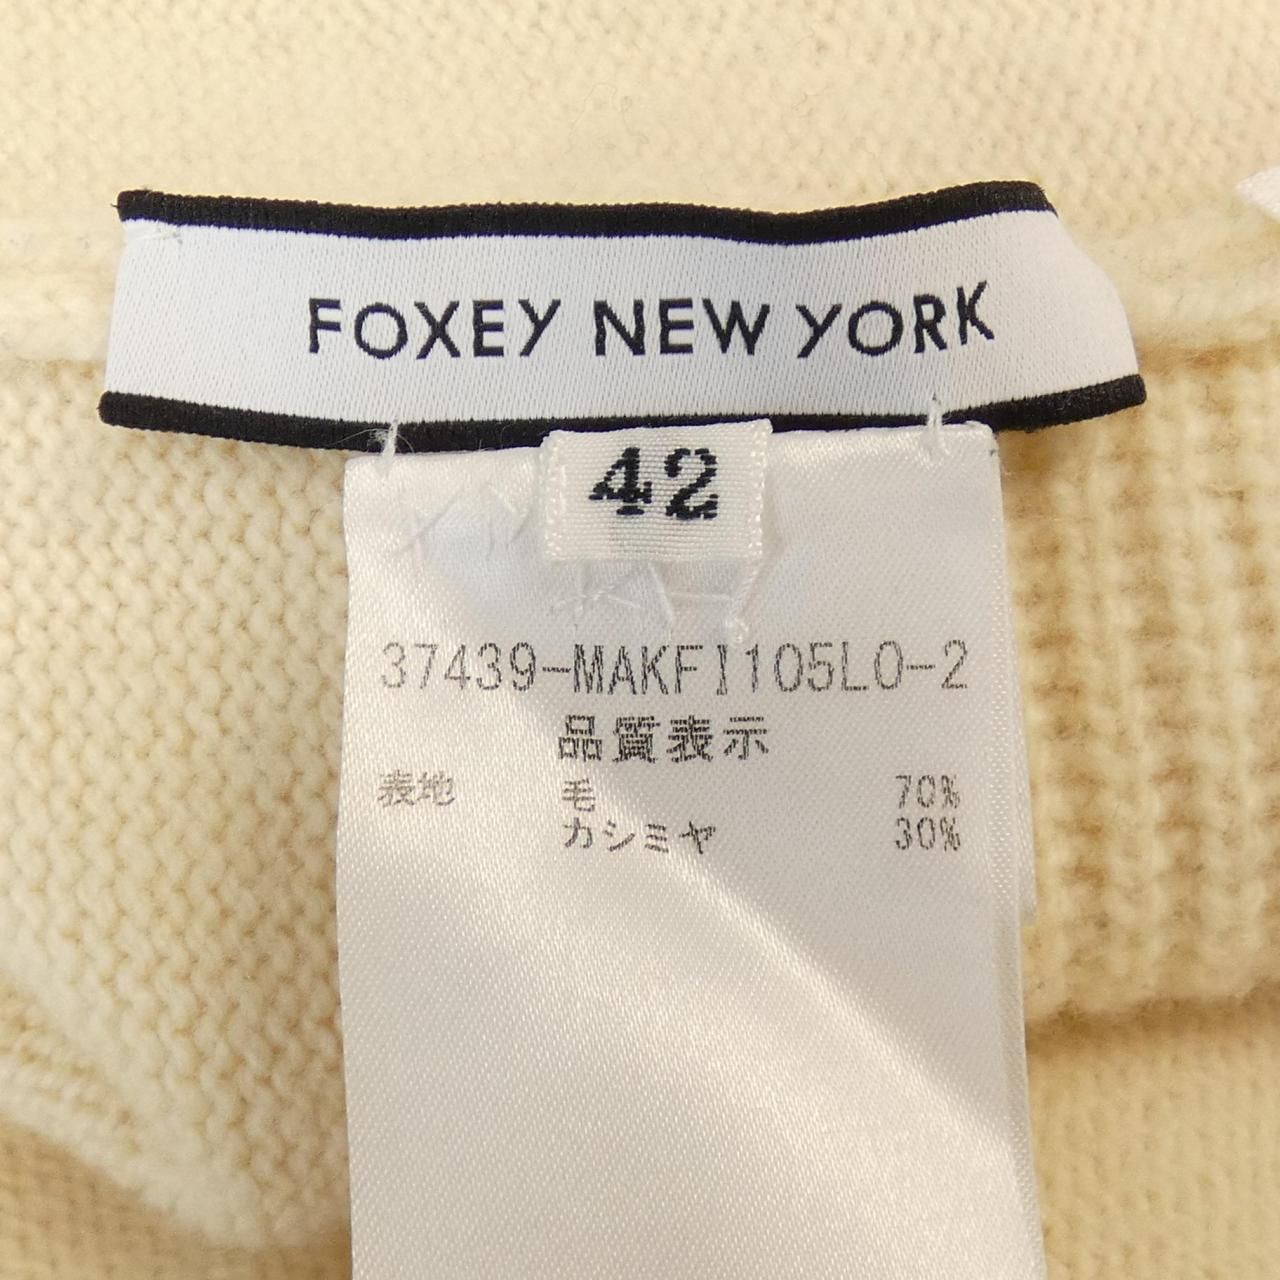 FOXEY NEW YORK
42
37439-MAKFI105LO-2
品質表示
表地 毛 70%
カシミヤ 30%